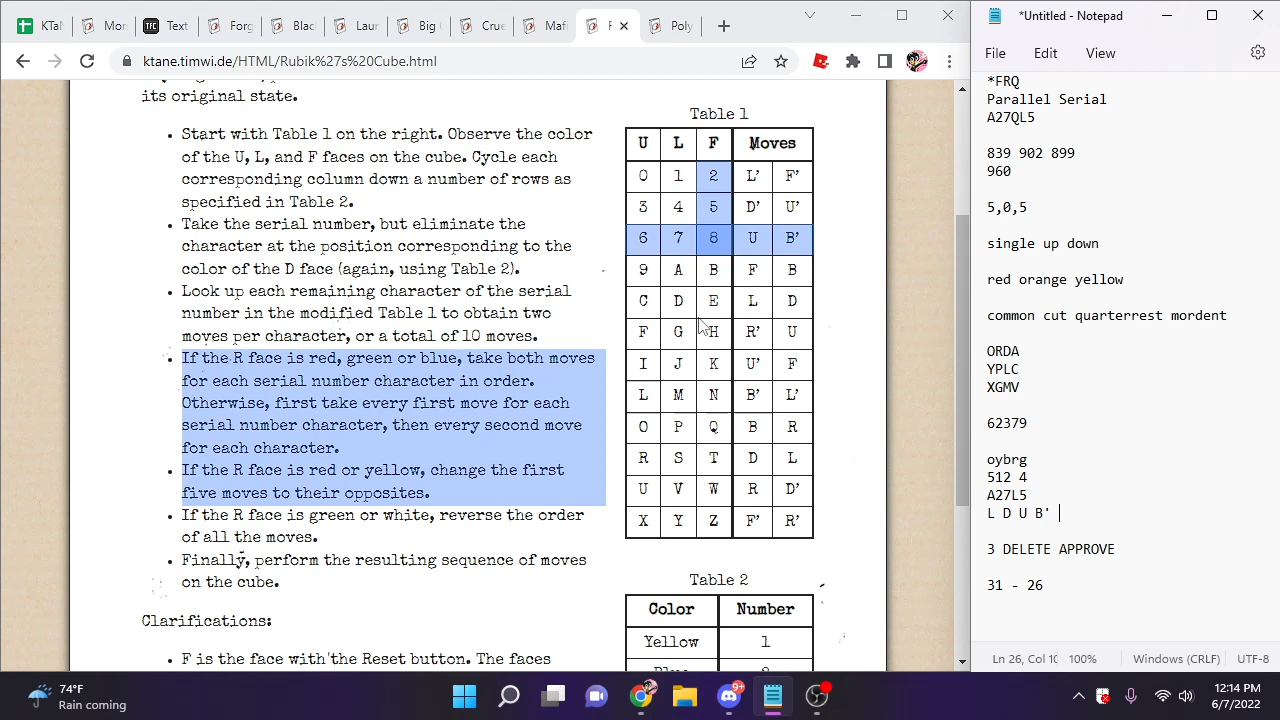 KTal
Mor
Text
Forg
Blac
Laur
Big
Crue
Maf
F
Poly
ktane.timwi.de/HTML/Rubik%27s%20Cube.html
its original state.
• Start with Table 1 on the right. Observe the color
of the U, L, and F faces on the cube. Cycle each
corresponding column down a number of rows as
specified in Table 2.
• Take the serial number, but eliminate the
character at the position corresponding to the
color of the D face (again, using Table 2).
• Look up each remaining character of the serial
number in the modified Table 1 to obtain two
moves per character, or a total of 10 moves.
• If the R face is red, green or blue, take both moves
for each serial number character in order.
Otherwise, first take every first move for each
serial number character, then every second move
for each character.
• If the R face is red or yellow, change the first
five moves to their opposites.
• If the R face is green or white, reverse the order
of all the moves.
• Finally, perform the resulting sequence of moves
on the cube.
Clarifications:
• F is the face with the Reset button. The faces
Table 1
U L F Moves
0 1 2 L’ F’
3 4 5 D’ U’
6 7 8 U B’
9 A B F B
C D E L D
F G H R’ U
I J K U’ F
L M N B’ L’
O P Q B R
R S T D L
U V W R D’
X Y Z F’ R’
Table 2
Color Number
Yellow 1
*Untitled - Notepad
File Edit View
*FRQ
Parallel Serial
A27QL5
839 902 899
960
5,0,5
single up down
red orange yellow
common cut quarterrest mordent
ORDA
YPLC
XGMV
62379
oybrg
512 4
A27L5
L D U B'
3 DELETE APPROVE
31 - 26
Ln 26, Col 10 100% Windows (CRLF) UTF-8
74°F
Rain coming
9+
12:14 PM
6/7/2022